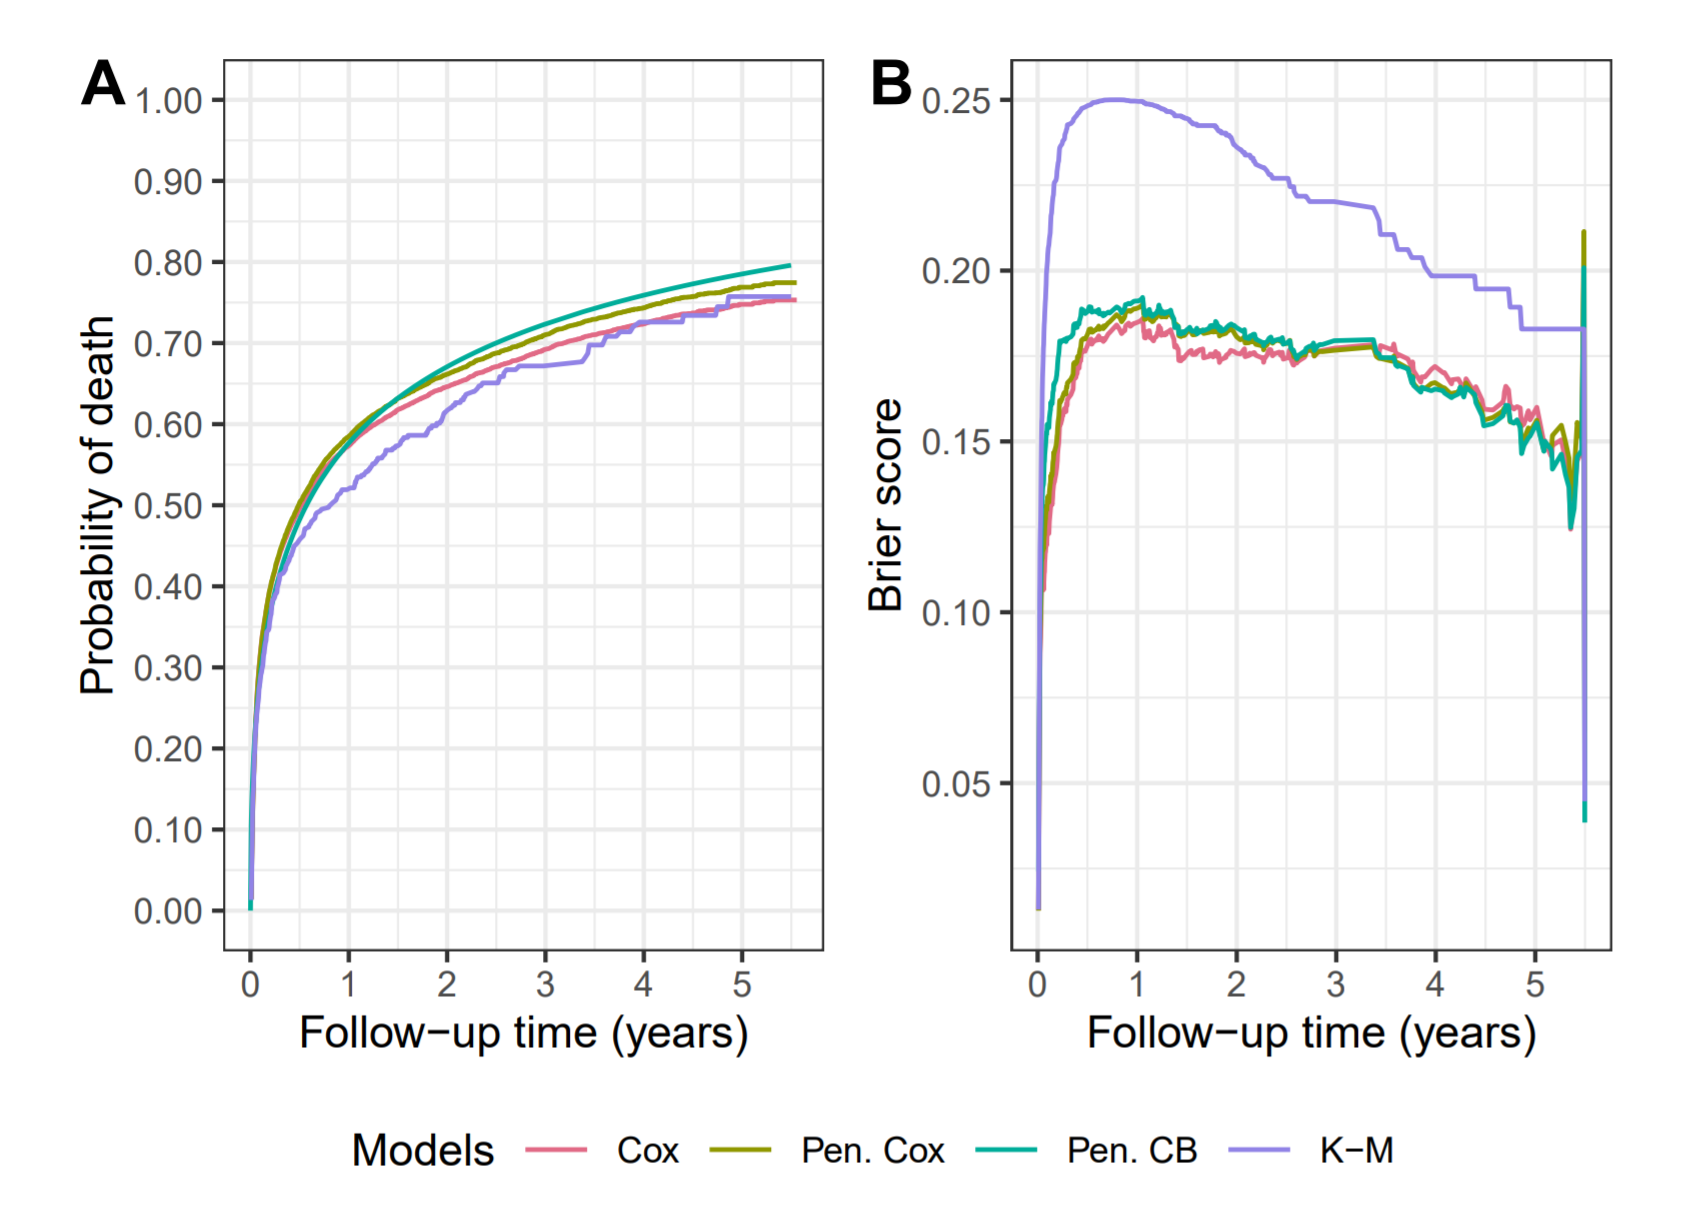 A
Probability of death
1.00
0.90
0.80
0.70
0.60
0.50
0.40
0.30
0.20
0.10
0.00
0 1 2 3 4 5
Follow−up time (years)
B
Brier score
0.25
0.20
0.15
0.10
0.05
0 1 2 3 4 5
Follow−up time (years)
Models Cox Pen. Cox Pen. CB K−M